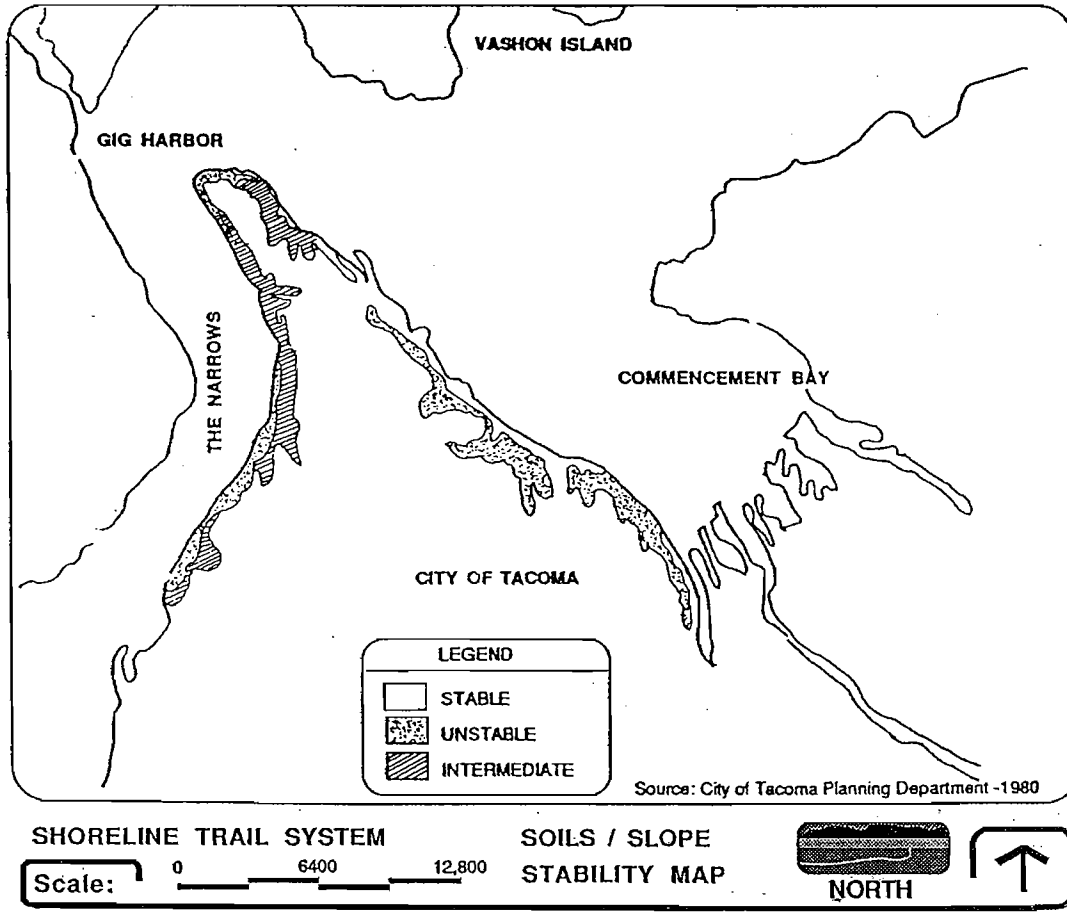 VASHON ISLAND
GIG HARBOR
THE NARROWS
COMMENCEMENT BAY
CITY OF TACOMA
LEGEND
STABLE
UNSTABLE
INTERMEDIATE
Source: City of Tacoma Planning Department -1980
SHORELINE TRAIL SYSTEM
Scale:
0 6400 12,800
SOILS / SLOPE
STABILITY MAP
NORTH